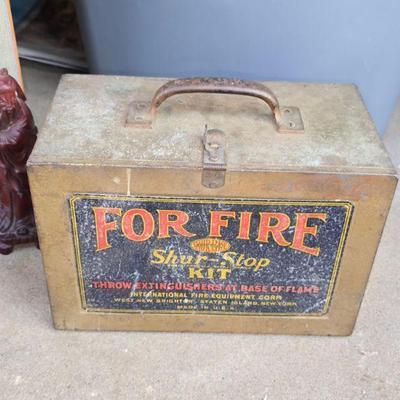 FOR FIRE
Shur-Stop
KIT
THROW EXTINGUISHERS AT BASE OF FLAME
INTERNATIONAL FIRE EQUIPMENT CORP.
WEST NEW BRIGHTON, STATEN ISLAND, NEW YORK
MADE IN U.S.A.